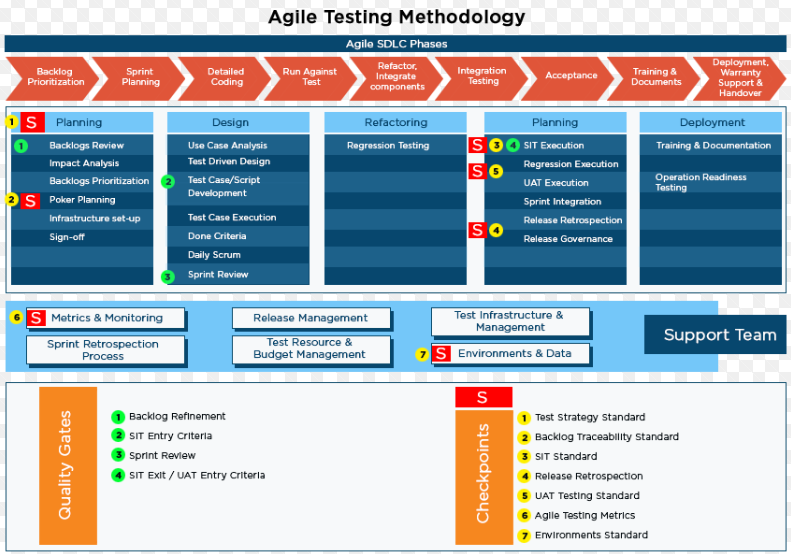 Agile Testing Methodology
Agile SDLC Phases
Backlog
Prioritization
Sprint
Planning
Detailed
Coding
Run Against
Test
Refactor,
Integrate
components
Integration
Testing
Acceptance
Training &
Documents
Deployment,
Warranty
Support &
Handover
1 S Planning
1 Backlogs Review
Impact Analysis
Backlogs Prioritization
2 S Poker Planning
Infrastructure set-up
Sign-off
Design
Use Case Analysis
Test Driven Design
2 Test Case/Script
Development
Test Case Execution
Done Criteria
Daily Scrum
3 Sprint Review
Refactoring
Regression Testing
Planning
S 3 4 SIT Execution
Regression Execution
S 5
UAT Execution
Sprint Integration
Release Retrospection
S 4
Release Governance
Deployment
Training & Documentation
Operation Readiness
Testing
6 S Metrics & Monitoring
Release Management
Test Infrastructure &
Management
Sprint Retrospection
Process
Test Resource &
Budget Management
7 S Environments & Data
Support Team
Quality Gates
1 Backlog Refinement
2 SIT Entry Criteria
3 Sprint Review
4 SIT Exit / UAT Entry Criteria
S
Checkpoints
1 Test Strategy Standard
2 Backlog Traceability Standard
3 SIT Standard
4 Release Retrospection
5 UAT Testing Standard
6 Agile Testing Metrics
7 Environments Standard